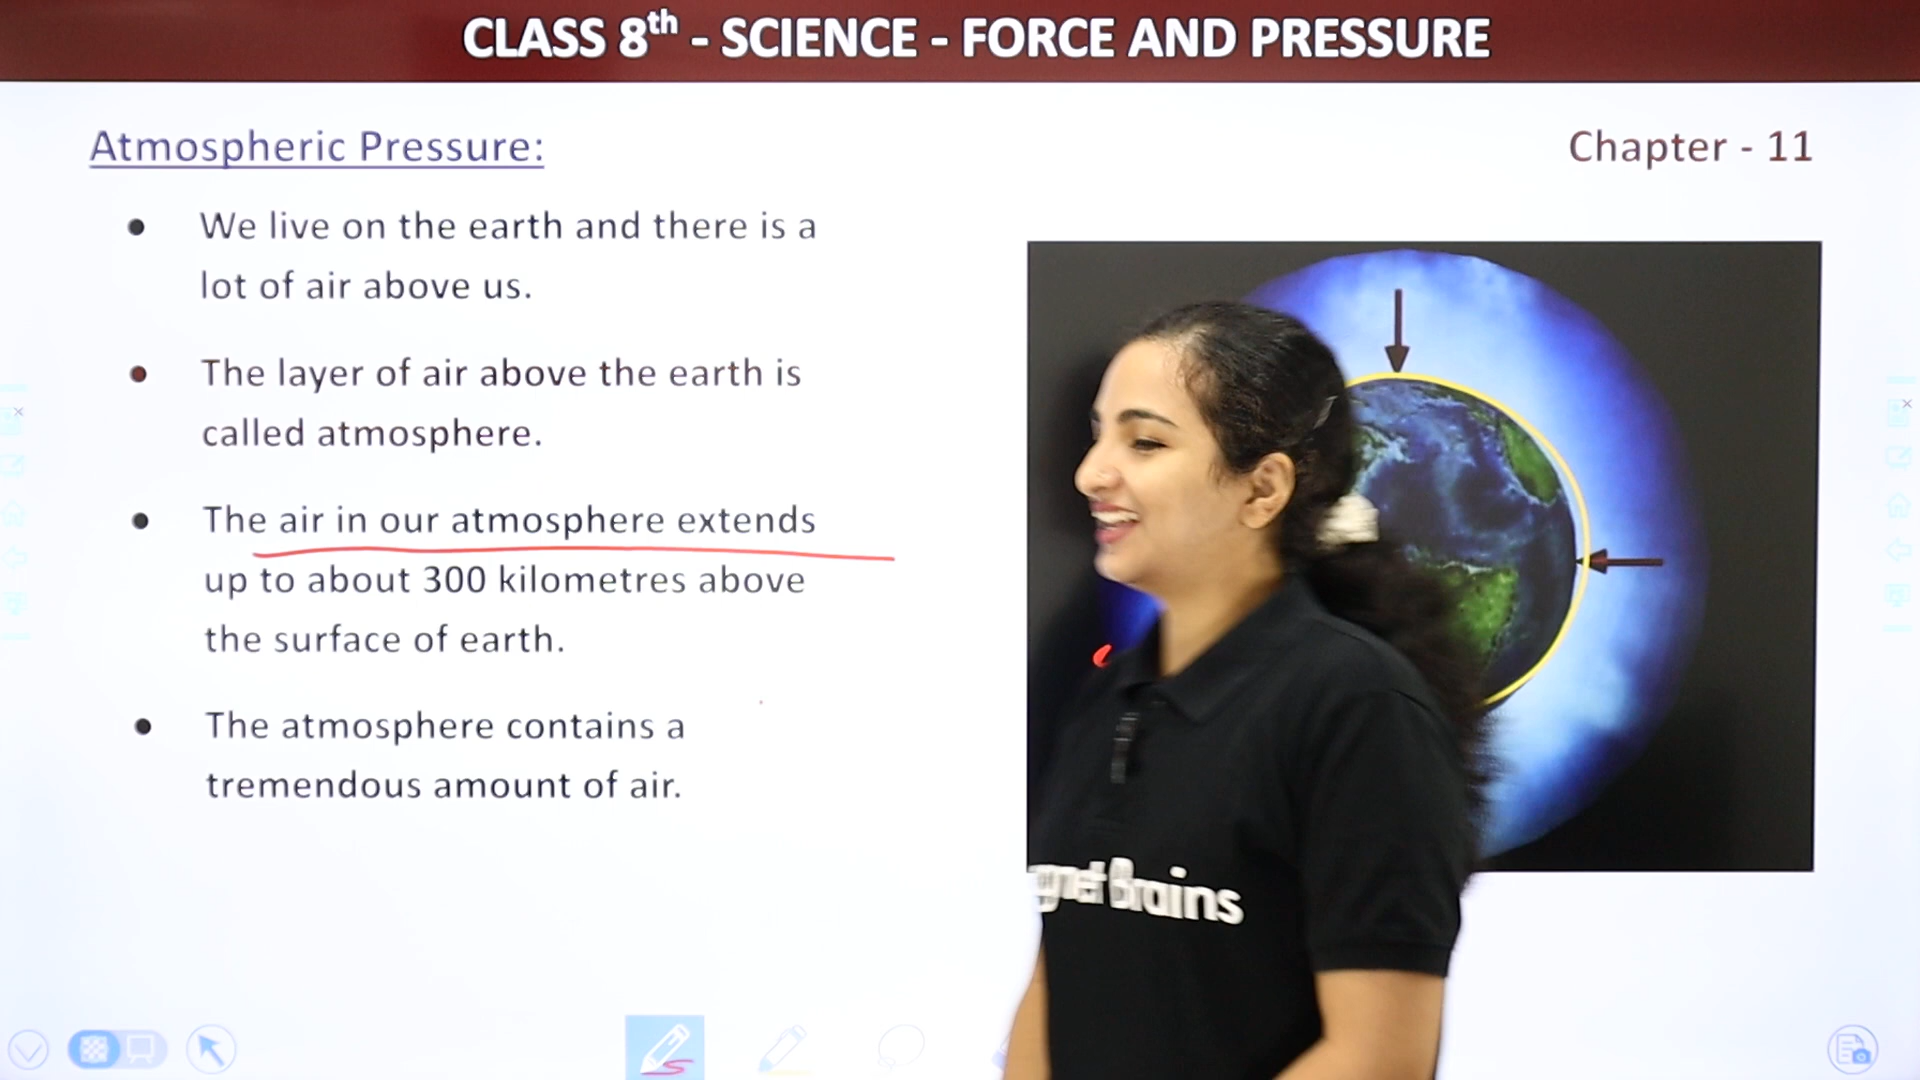 CLASS 8th - SCIENCE - FORCE AND PRESSURE
Atmospheric Pressure:
Chapter - 11
• We live on the earth and there is a
lot of air above us.
• The layer of air above the earth is
called atmosphere.
• The air in our atmosphere extends
up to about 300 kilometres above
the surface of earth.
• The atmosphere contains a
tremendous amount of air.
gnet Brains